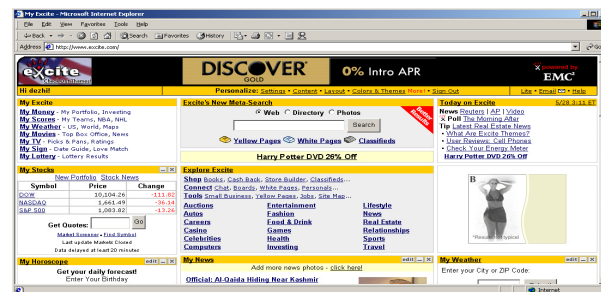 My Excite - Microsoft Internet Explorer
File Edit View Favorites Tools Help
Back Search Favorites History
Address http://www.excite.com/ Go
excite
DISCOVER
GOLD
0% Intro APR
powered by
EMC²
Hi dezhi!
Personalize: Settings • Content • Layout • Colors & Themes More! • Sign Out
Lite • Email • Help
My Excite
My Money - My Portfolio, Investing
My Scores - My Teams, NBA, NHL
My Weather - US, World, Maps
My Movies - Top Box Office, News
My TV - Picks & Pans, Ratings
My Sign - Date Guide, Love Match
My Lottery - Lottery Results
My Stocks
New Portfolio Stock News
Symbol Price Change
DOW 10,104.26 -111.82
NASDAQ 1,661.49 -36.14
S&P 500 1,083.82 -13.26
Get Quotes: Go
Market Screener • Find Symbol
Last update Markets Closed
Data delayed at least 20 minutes
My Horoscope edit
Get your daily forecast!
Enter Your Birthday
Excite's New Meta-Search
Web Directory Photos
Search
Better Results
Yellow Pages White Pages Classifieds
Harry Potter DVD 26% Off
Explore Excite
Shop Books, Cash Back, Store Builder, Classifieds...
Connect Chat, Boards, White Pages, Personals...
Tools Small Business, Yellow Pages, Jobs, Site Map...
Auctions Entertainment Lifestyle
Autos Fashion News
Careers Food & Drink Real Estate
Casino Games Relationships
Celebrities Health Sports
Computers Investing Travel
My News edit
Add more news photos - click here!
Official: Al-Qaida Hiding Near Kashmir
Today on Excite 5/28 3:11 ET
News Reuters | AP | Video
Poll The Morning After
Tip Latest Real Estate News
• What Are Excite Themes?
• User Reviews: Cell Phones
• Check Your Energy Meter
Harry Potter DVD 26% Off
B
*Results not typical
My Weather edit
Enter your City or ZIP Code:
Internet